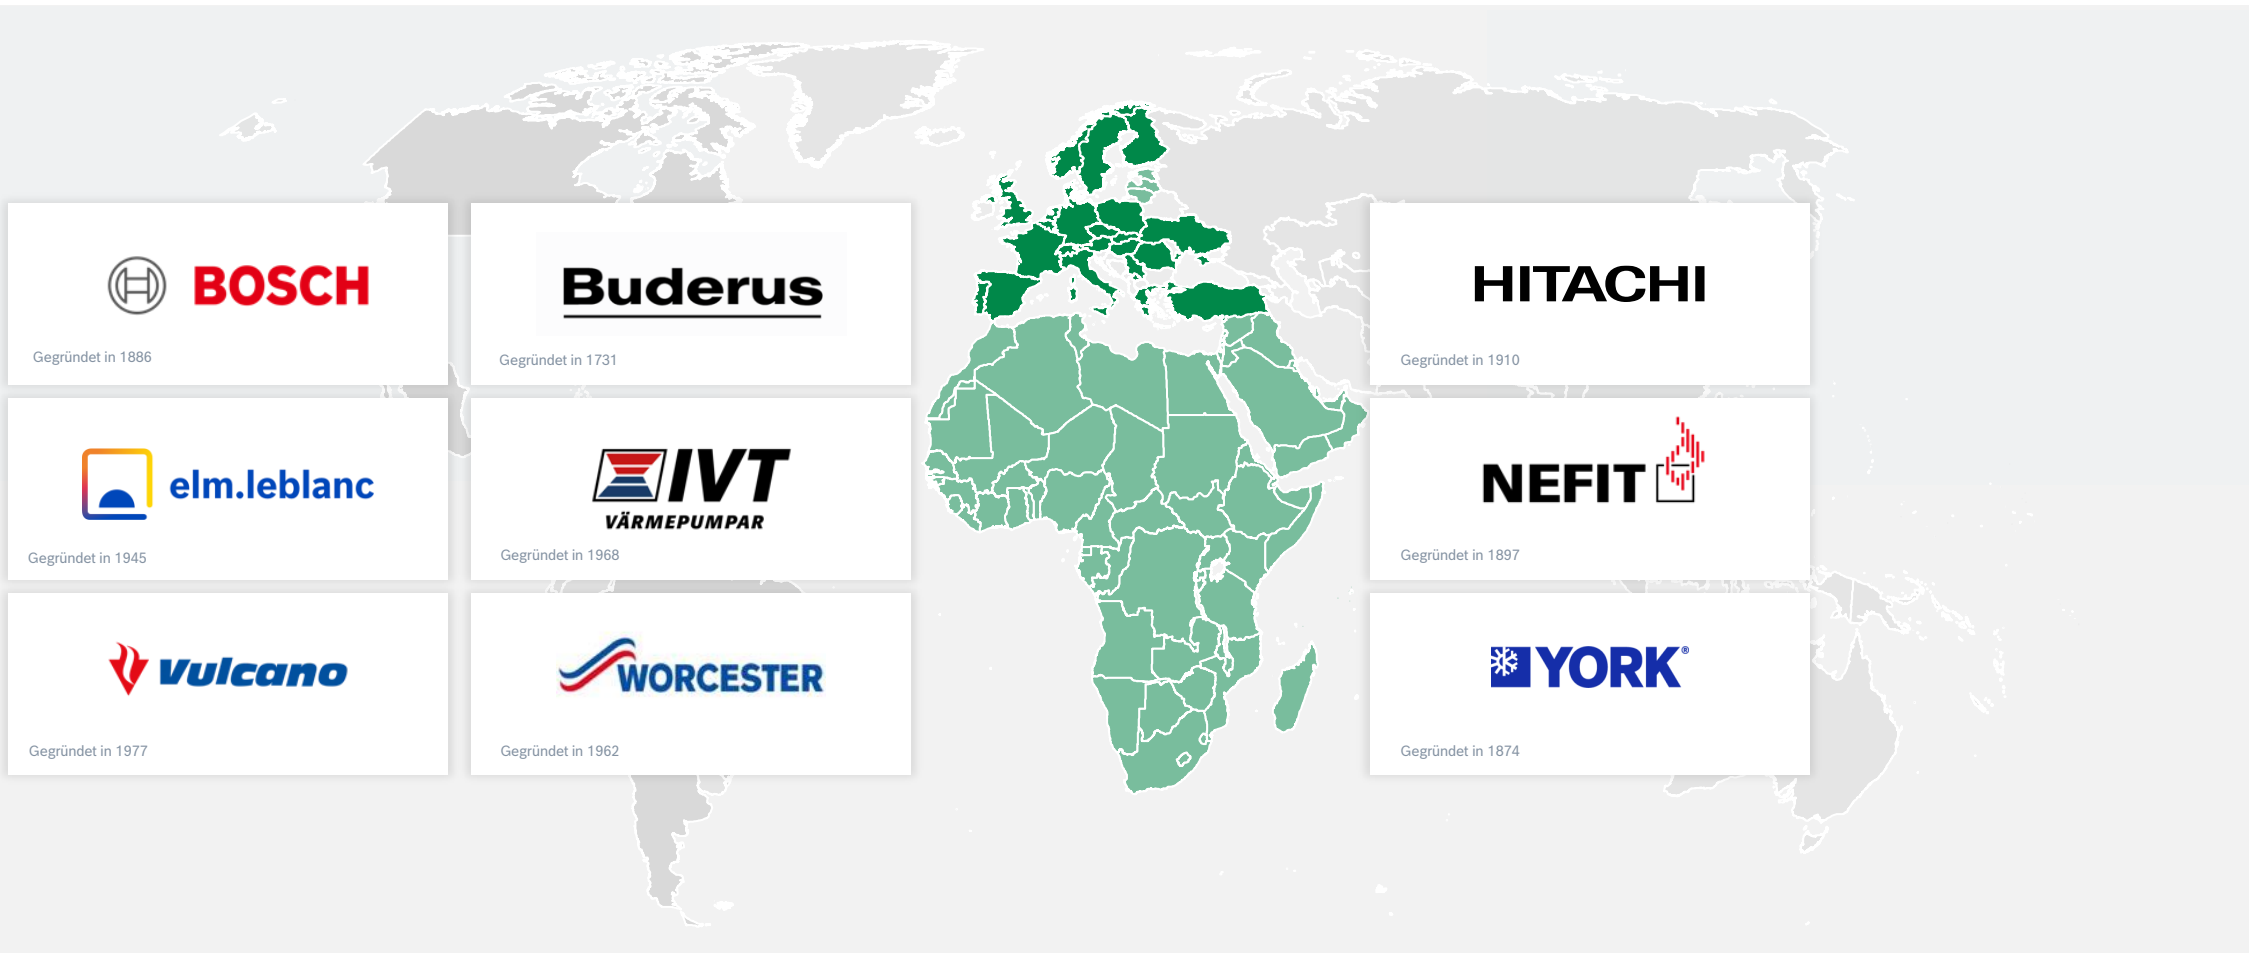 BOSCH
Gegründet in 1886
Buderus
Gegründet in 1731
HITACHI
Gegründet in 1910
elm.leblanc
Gegründet in 1945
IVT
VÄRMEPUMPAR
Gegründet in 1968
NEFIT
Gegründet in 1897
Vulcano
Gegründet in 1977
WORCESTER
Gegründet in 1962
YORK®
Gegründet in 1874